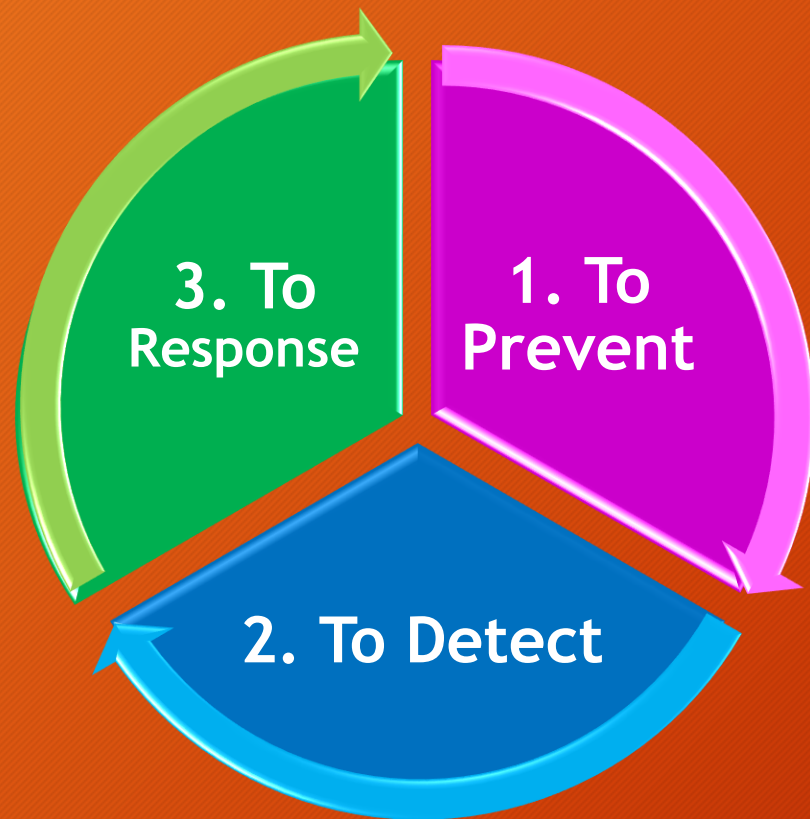 1. To
Prevent
2. To Detect
3. To
Response